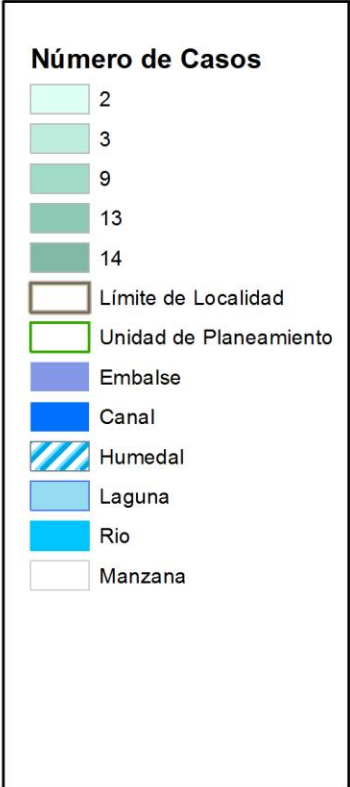 Número de Casos
2
3
9
13
14
Límite de Localidad
Unidad de Planeamiento
Embalse
Canal
Humedal
Laguna
Rio
Manzana